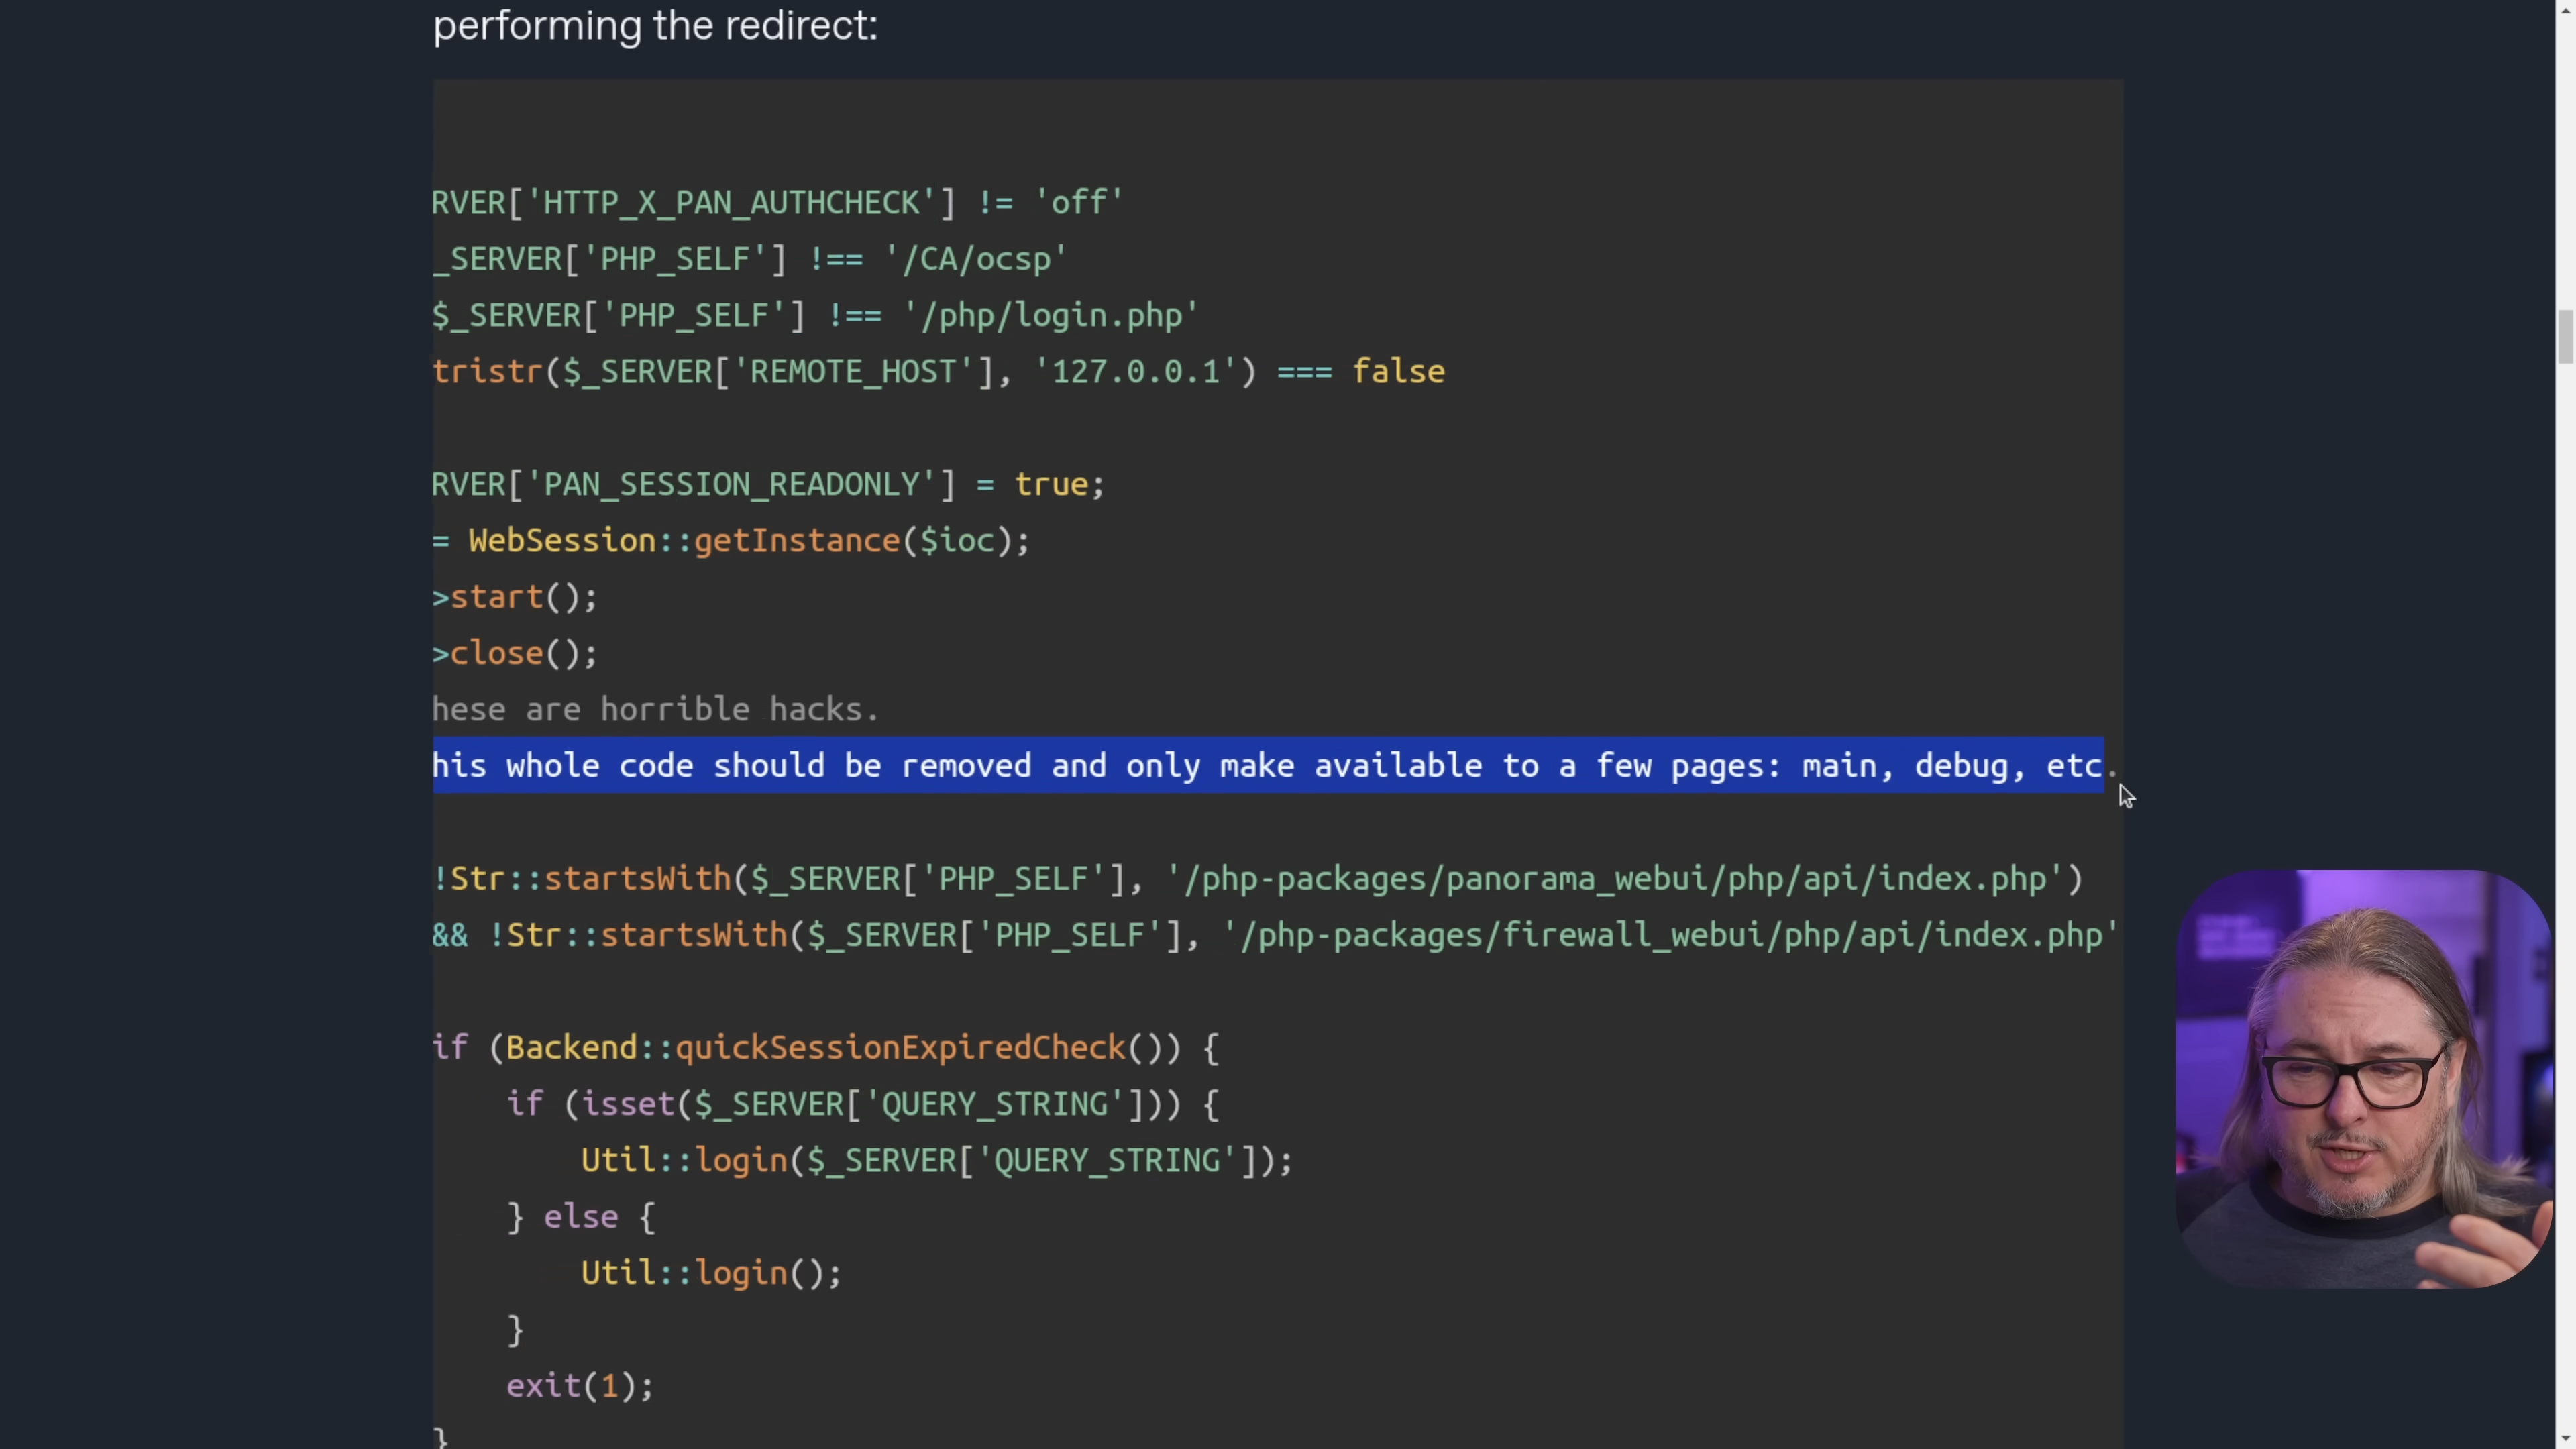 performing the redirect:
RVER['HTTP_X_PAN_AUTHCHECK'] != 'off'
_SERVER['PHP_SELF'] !== '/CA/ocsp'
$_SERVER['PHP_SELF'] !== '/php/login.php'
tristr($_SERVER['REMOTE_HOST'], '127.0.0.1') === false
RVER['PAN_SESSION_READONLY'] = true;
= WebSession::getInstance($ioc);
>start();
>close();
hese are horrible hacks.
his whole code should be removed and only make available to a few pages: main, debug, etc.
!Str::startsWith($_SERVER['PHP_SELF'], '/php-packages/panorama_webui/php/api/index.php')
&& !Str::startsWith($_SERVER['PHP_SELF'], '/php-packages/firewall_webui/php/api/index.php'
if (Backend::quickSessionExpiredCheck()) {
if (isset($_SERVER['QUERY_STRING'])) {
Util::login($_SERVER['QUERY_STRING']);
} else {
Util::login();
}
exit(1);
}